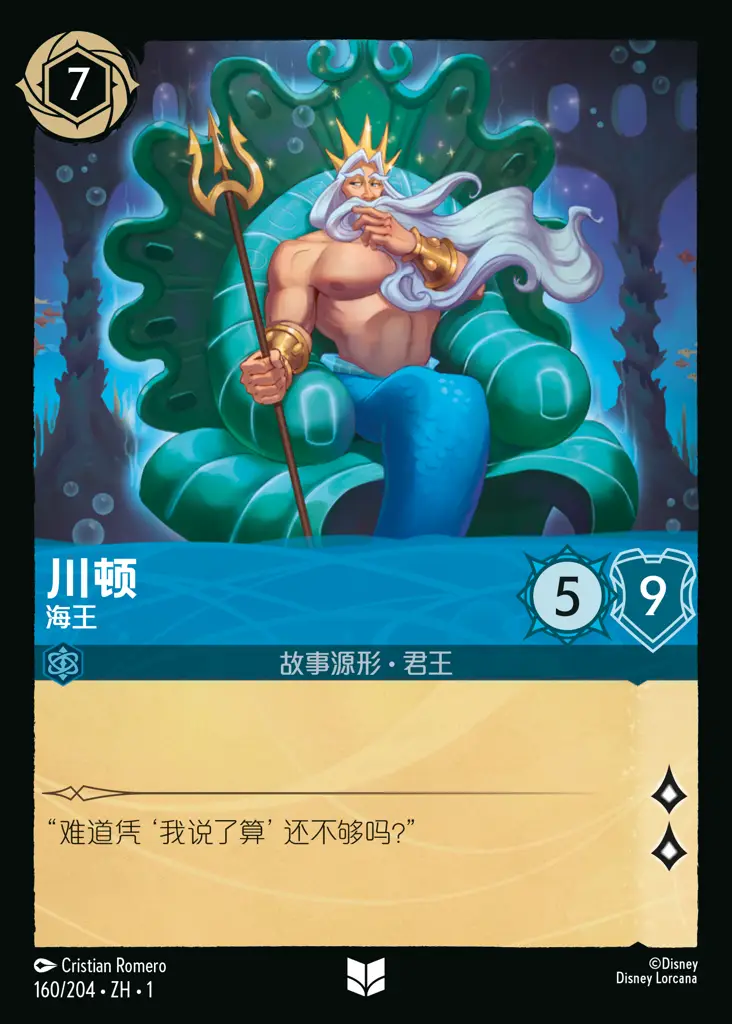 7
川顿
海王
5
9
故事源形 • 君王
“难道凭‘我说了算’还不够吗?”
Cristian Romero
160/204 • ZH • 1
©Disney
Disney Lorcana